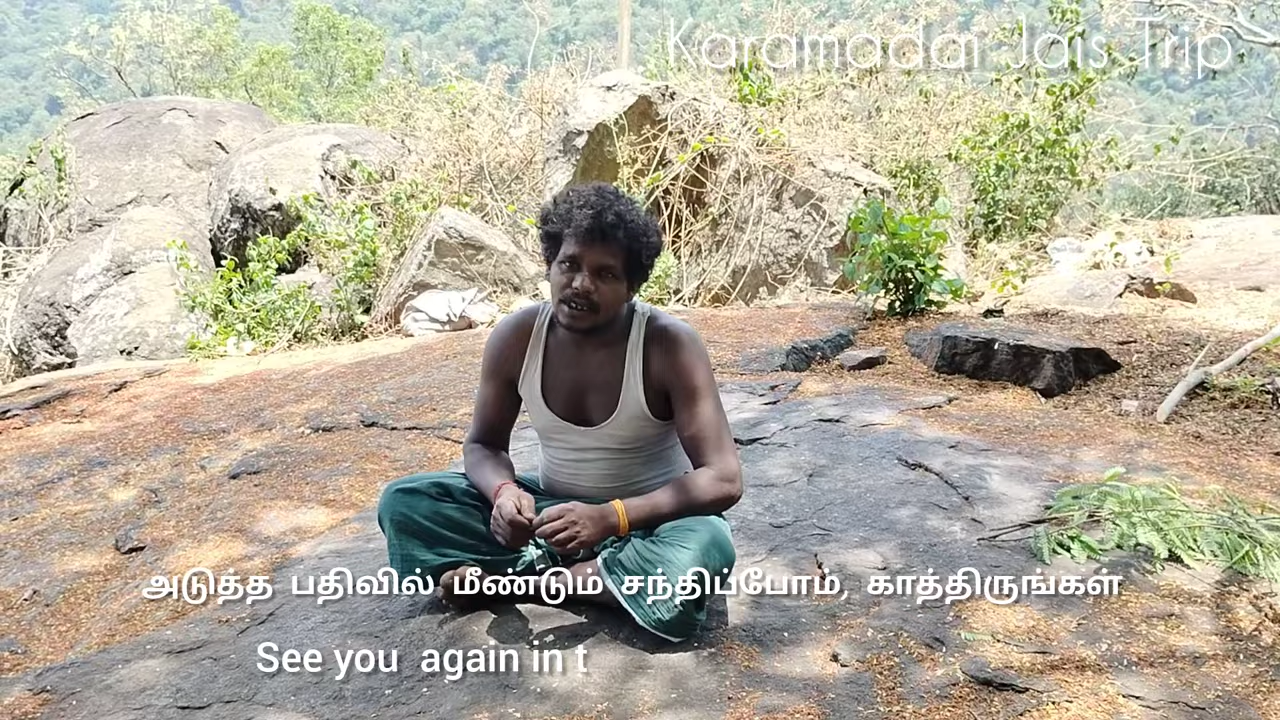 Karamadai Jais Trip
அடுத்த பதிவில் மீண்டும் சந்திப்போம், காத்திருங்கள்
See you again in t